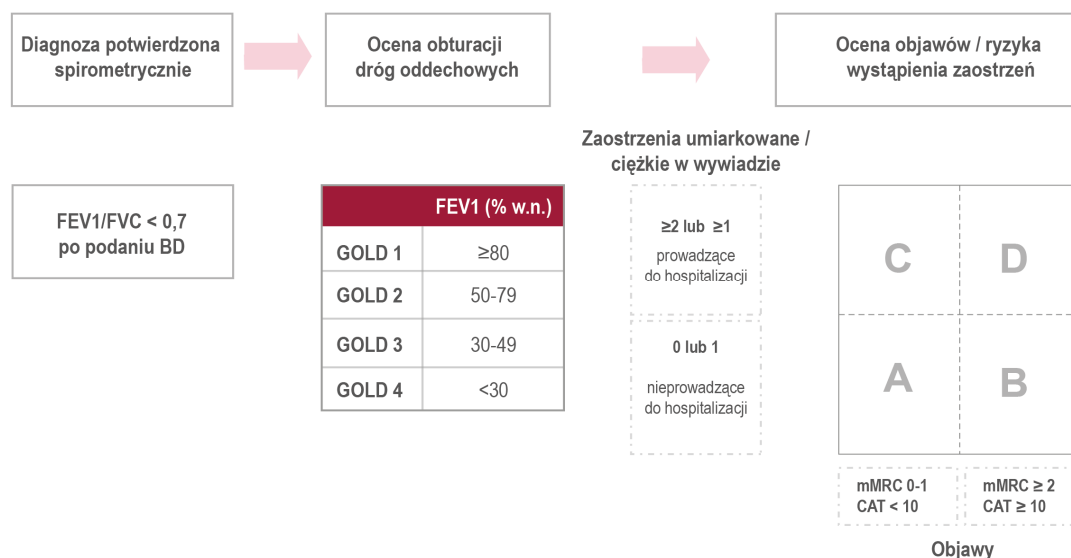 Diagnoza potwierdzona
spirometrycznie
Ocena obturacji
dróg oddechowych
Ocena objawów / ryzyka
wystąpienia zaostrzeń
FEV1/FVC < 0,7
po podaniu BD
FEV1 (% w.n.)
GOLD 1 ≥80
GOLD 2 50-79
GOLD 3 30-49
GOLD 4 <30
Zaostrzenia umiarkowane /
ciężkie w wywiadzie
≥2 lub ≥1
prowadzące
do hospitalizacji
0 lub 1
nieprowadzące
do hospitalizacji
C D
A B
mMRC 0-1
CAT < 10
mMRC ≥ 2
CAT ≥ 10
Objawy